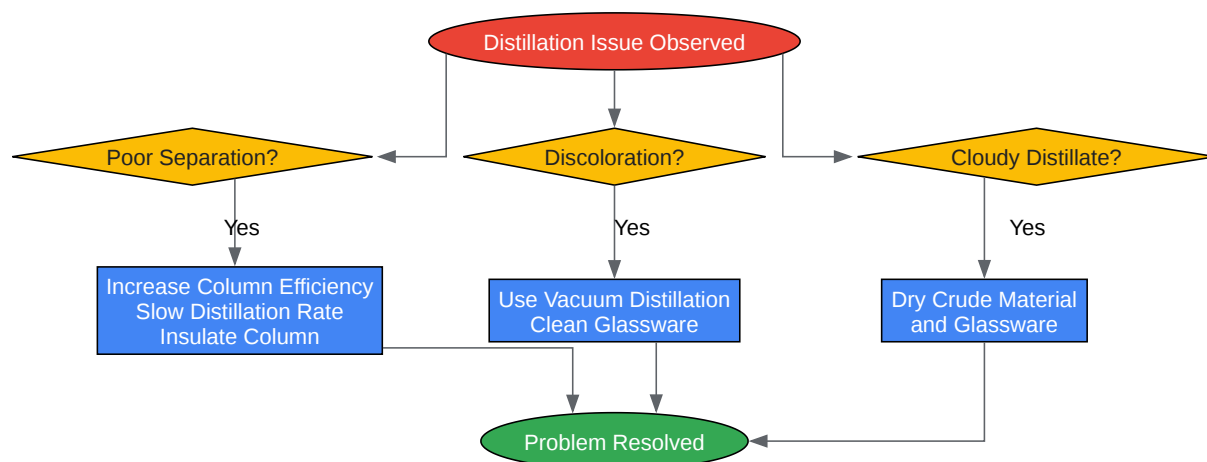 Distillation Issue Observed
Poor Separation?
Discoloration?
Cloudy Distillate?
Yes
Yes
Yes
Increase Column Efficiency
Slow Distillation Rate
Insulate Column
Use Vacuum Distillation
Clean Glassware
Dry Crude Material
and Glassware
Problem Resolved